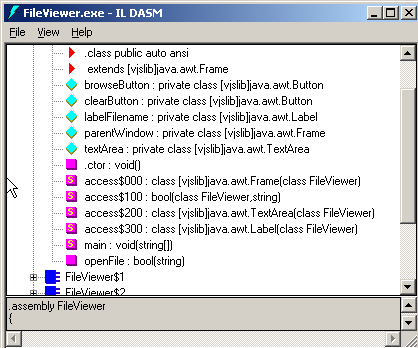 FileViewer.exe - IL DASM
File View Help
.class public auto ansi
extends [vjslib]java.awt.Frame
browseButton : private class [vjslib]java.awt.Button
clearButton : private class [vjslib]java.awt.Button
labelFilename : private class [vjslib]java.awt.Label
parentWindow : private class [vjslib]java.awt.Frame
textArea : private class [vjslib]java.awt.TextArea
.ctor : void()
S access$000 : class [vjslib]java.awt.Frame(class FileViewer)
S access$100 : bool(class FileViewer,string)
S access$200 : class [vjslib]java.awt.TextArea(class FileViewer)
S access$300 : class [vjslib]java.awt.Label(class FileViewer)
S main : void(string[])
openFile : bool(string)
FileViewer$1
FileViewer$2
.assembly FileViewer
{